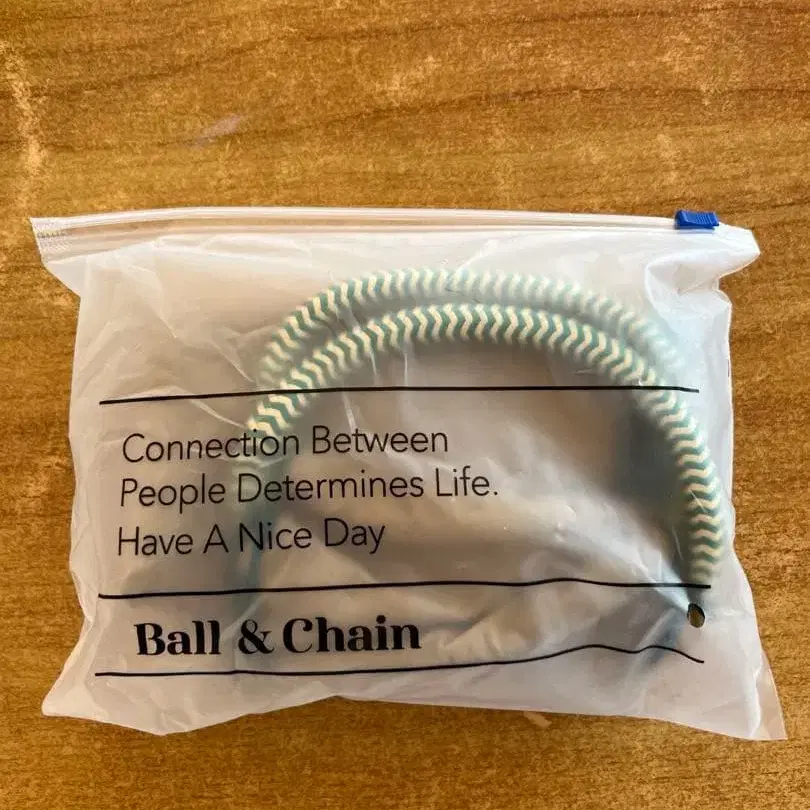 Connection Between
People Determines Life.
Have A Nice Day
Ball & Chain